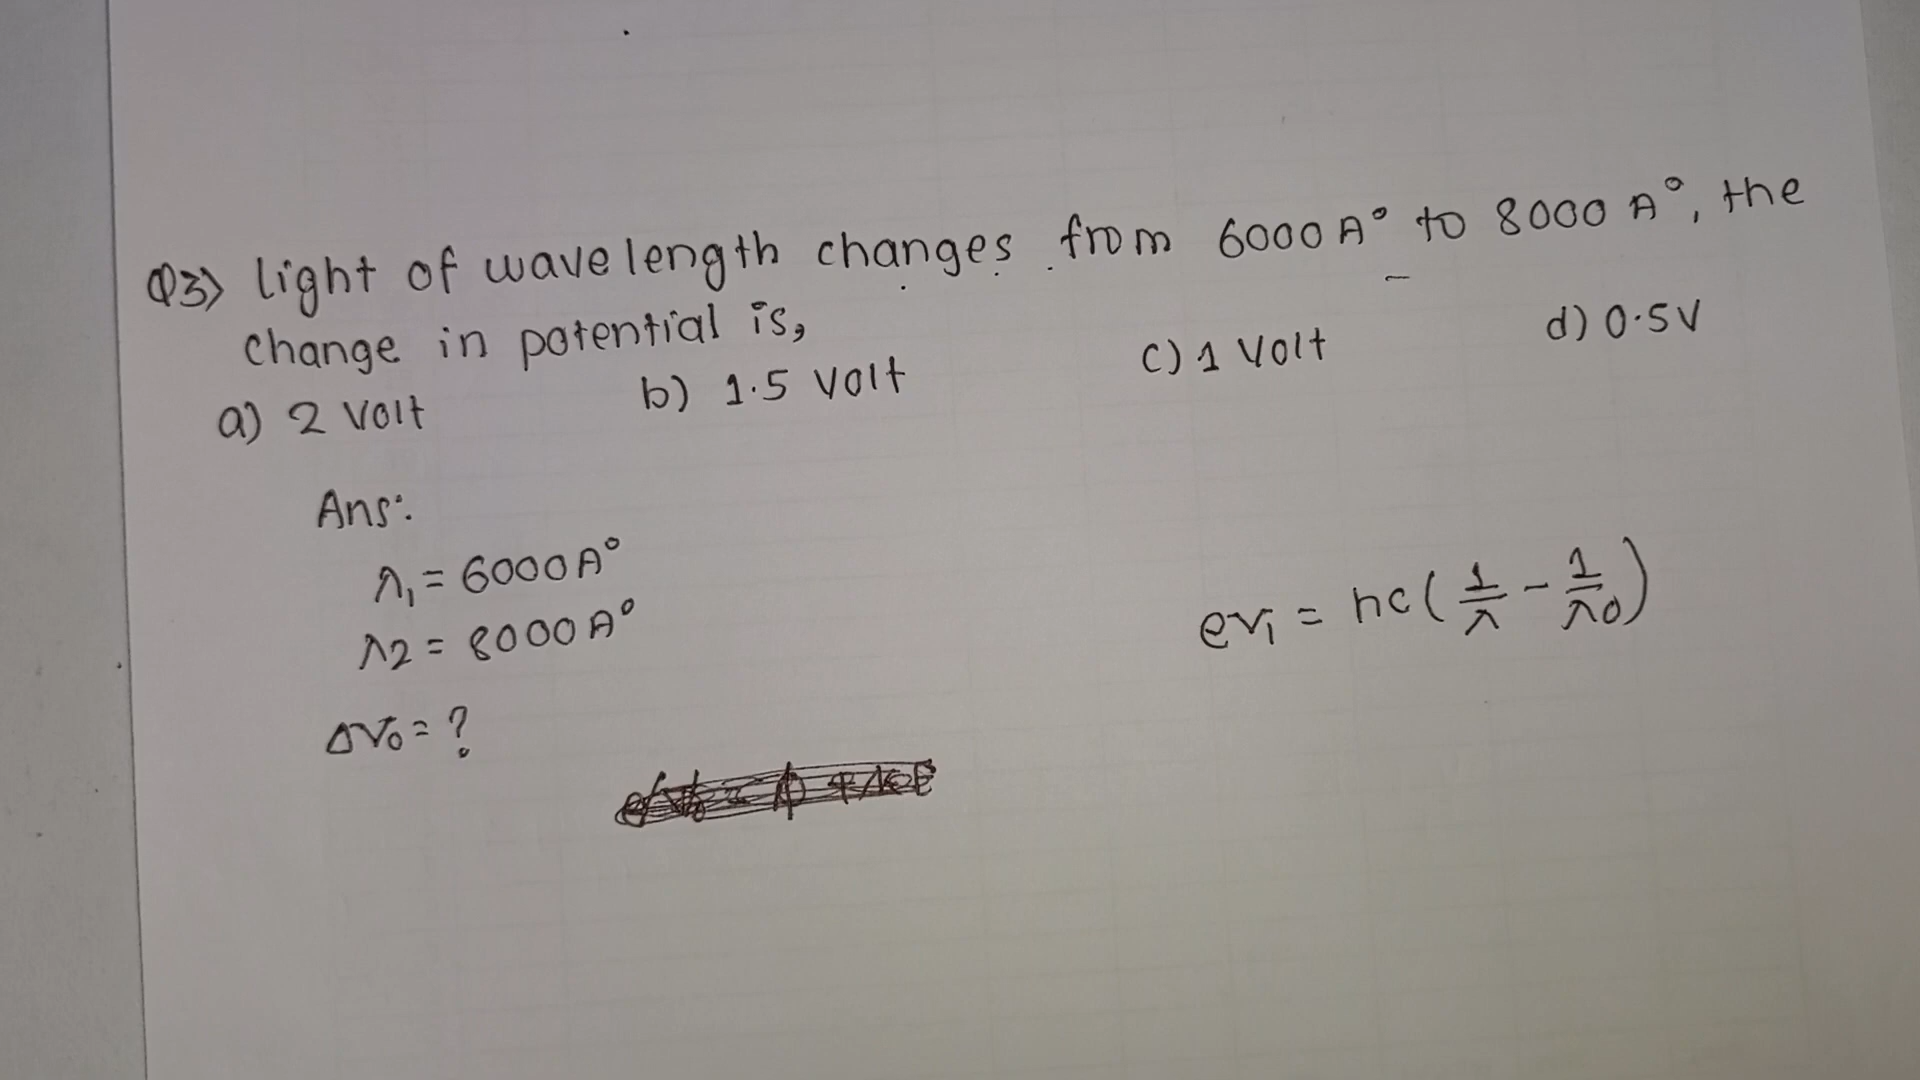 Q3) light of wavelength changes from 6000 A° to 8000 A°, the
change in potential is,
a) 2 Volt b) 1.5 volt c) 1 Volt d) 0.5V
Ans:
λ₁ = 6000 A°
λ2 = 8000 A°
eV₁ = hc(1/λ - 1/λ0)
ΔV₀ = ?